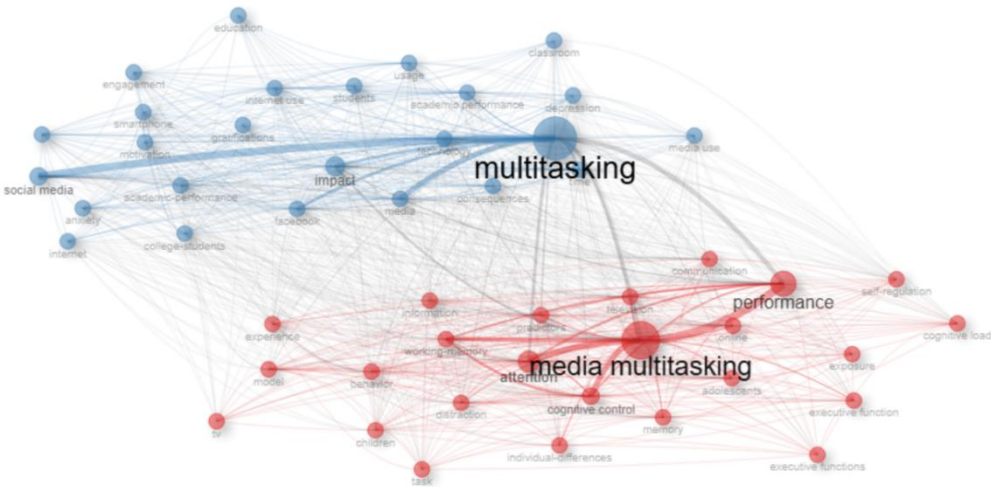 education
classroom
usage
engagement
internet use
students
academic performance
depression
smartphone
gratifications
motivation
technology
media use
multitasking
time
impact
social media
academic-performance
consequences
media
facebook
anxiety
college-students
internet
communication
self-regulation
performance
television
information
predictors
experience
online
cognitive load
working-memory
media multitasking
exposure
attention
model
behavior
adolescents
cognitive control
distraction
executive function
memory
tv
children
individual-differences
executive functions
task